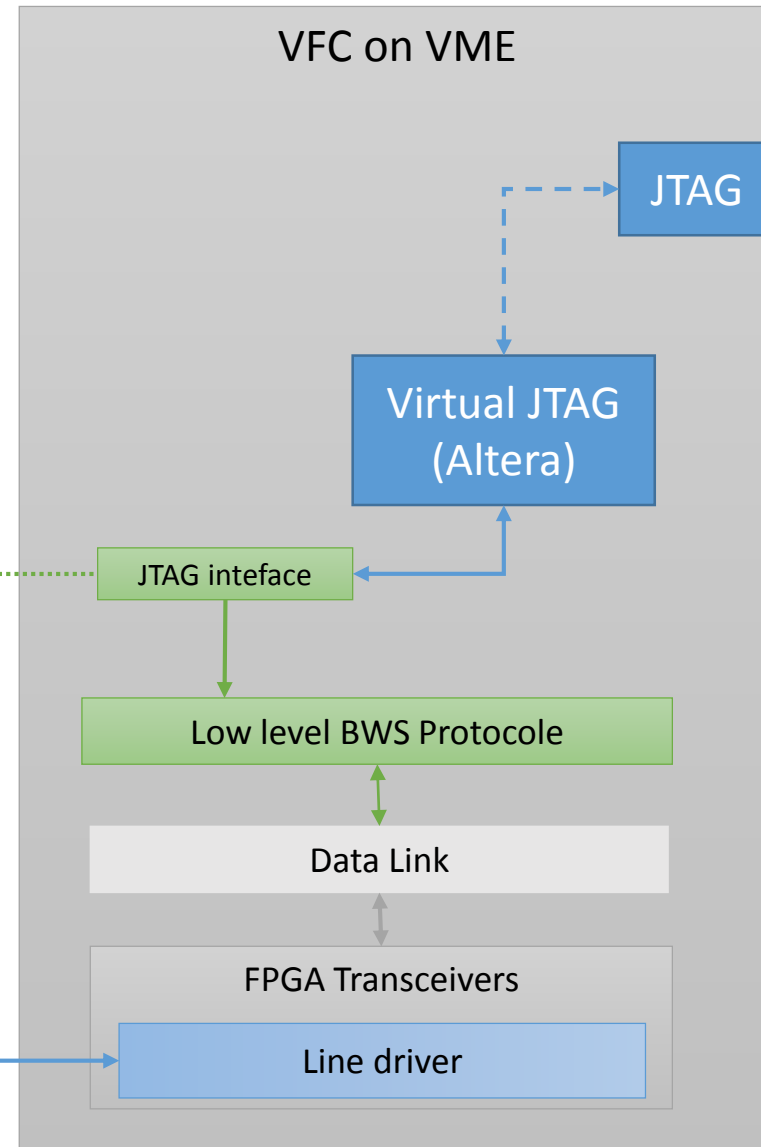 VFC on VME
JTAG
Virtual JTAG
(Altera)
JTAG inteface
Low level BWS Protocole
Data Link
FPGA Transceivers
Line driver